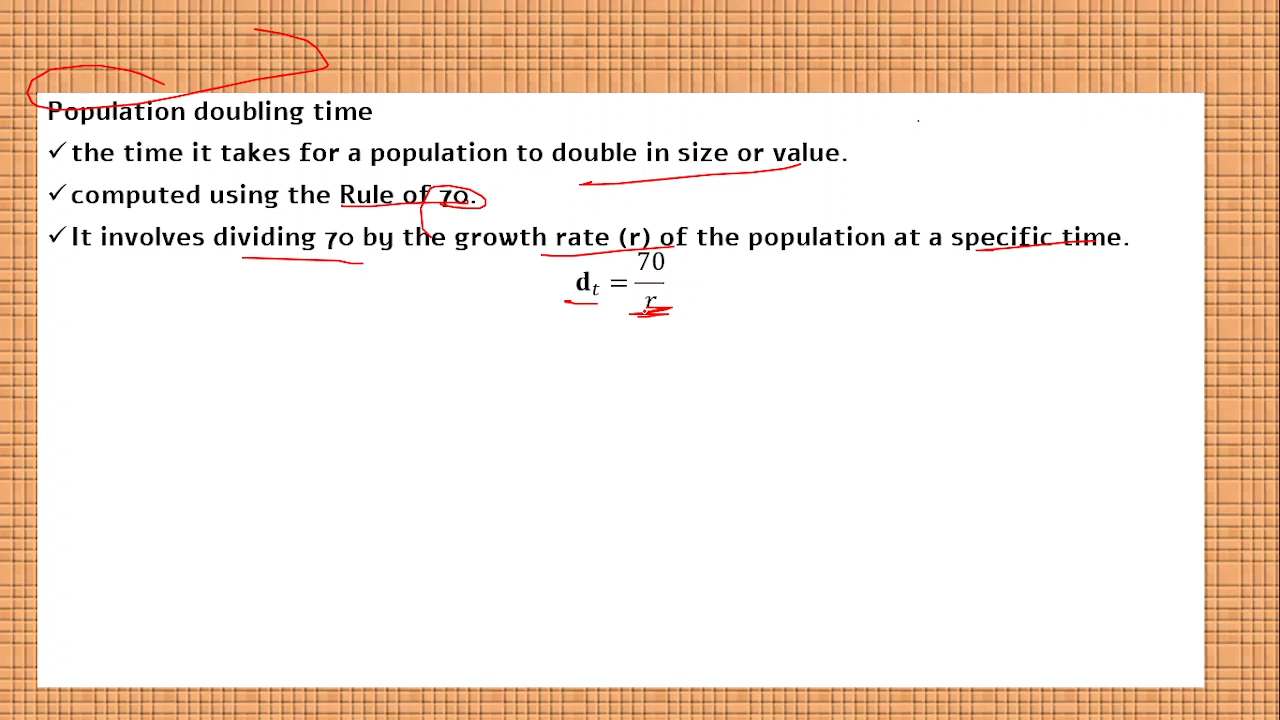 Population doubling time
✓ the time it takes for a population to double in size or value.
✓ computed using the Rule of 70.
✓ It involves dividing 70 by the growth rate (r) of the population at a specific time.
d_t = 70/r